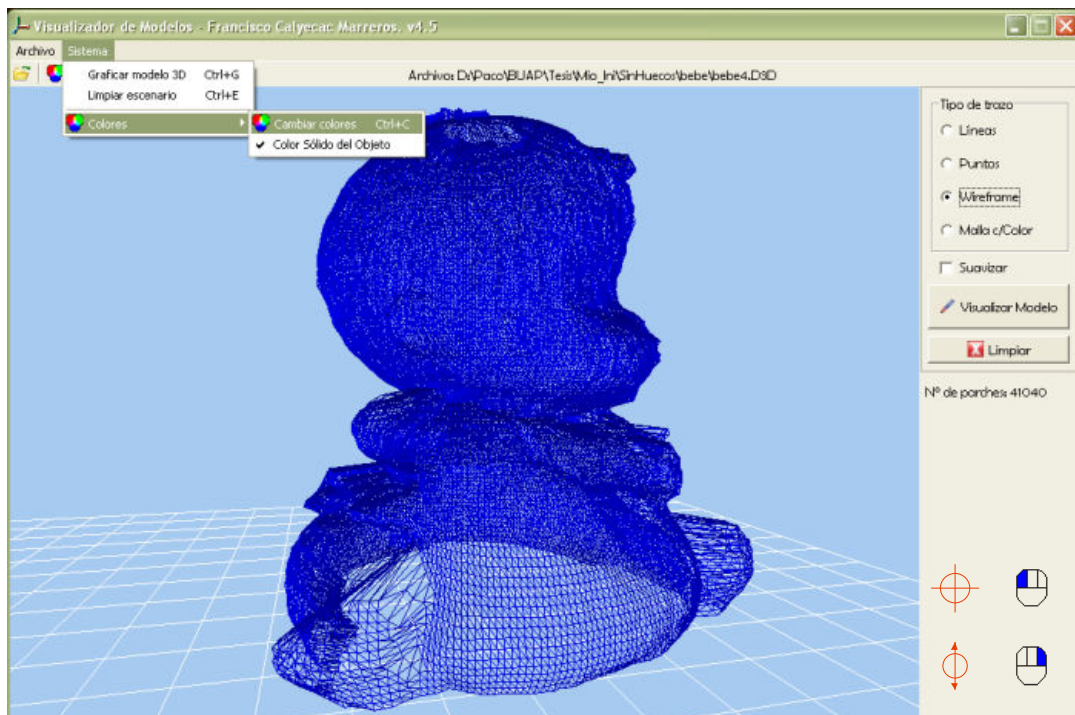 Visualizador de Modelos - Francisco Calyecac Marreros. v4.5
Archivo Sistema
Graficar modelo 3D Ctrl+G
Limpiar escenario Ctrl+E
Colores
Cambiar colores Ctrl+C
Color Sólido del Objeto
Archivo: D:\Paco\BUAP\Tesis\Mio_Ini\SinHuecos\bebe\bebe4.D3D
Tipo de trazo
Líneas
Puntos
Wireframe
Malla c/Color
Suavizar
Visualizar Modelo
Limpiar
Nº de parches: 41040